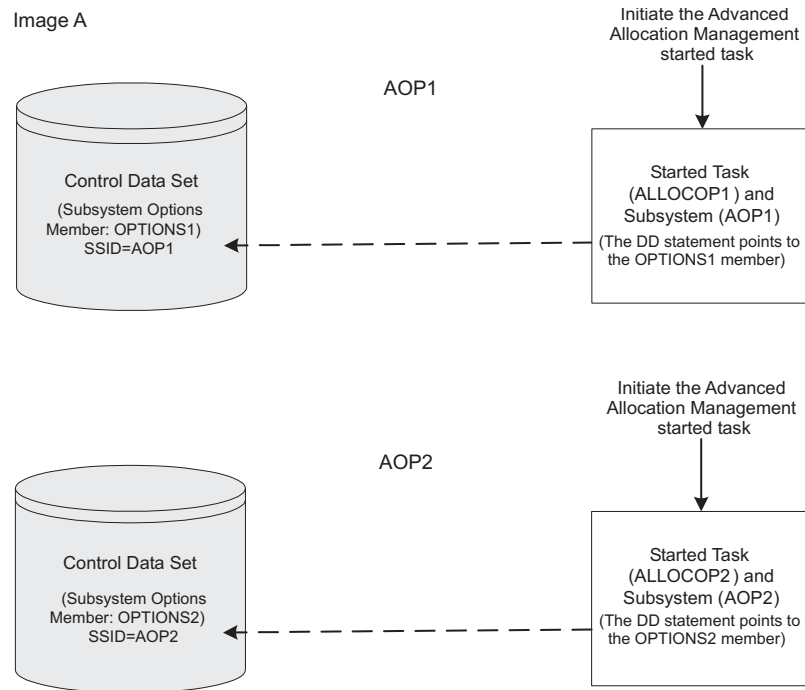 Image A
Initiate the Advanced
Allocation Management
started task
AOP1
Control Data Set
(Subsystem Options
Member: OPTIONS1)
SSID=AOP1
Started Task
(ALLOCOP1) and
Subsystem (AOP1)
(The DD statement points to
the OPTIONS1 member)
Initiate the Advanced
Allocation Management
started task
AOP2
Control Data Set
(Subsystem Options
Member: OPTIONS2)
SSID=AOP2
Started Task
(ALLOCOP2) and
Subsystem (AOP2)
(The DD statement points to
the OPTIONS2 member)